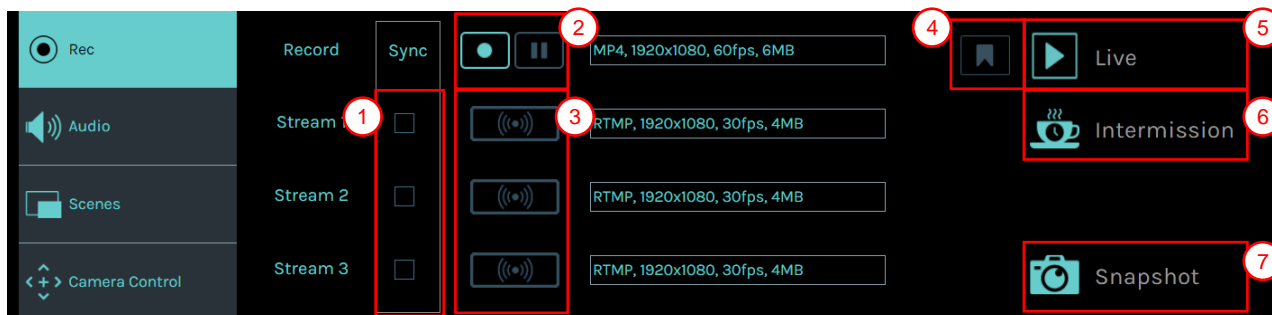 Rec
Record
Sync
2
MP4, 1920x1080, 60fps, 6MB
4
Live
5
Audio
Stream 1
1
3
RTMP, 1920x1080, 30fps, 4MB
Intermission
6
Scenes
Stream 2
RTMP, 1920x1080, 30fps, 4MB
Camera Control
Stream 3
RTMP, 1920x1080, 30fps, 4MB
Snapshot
7